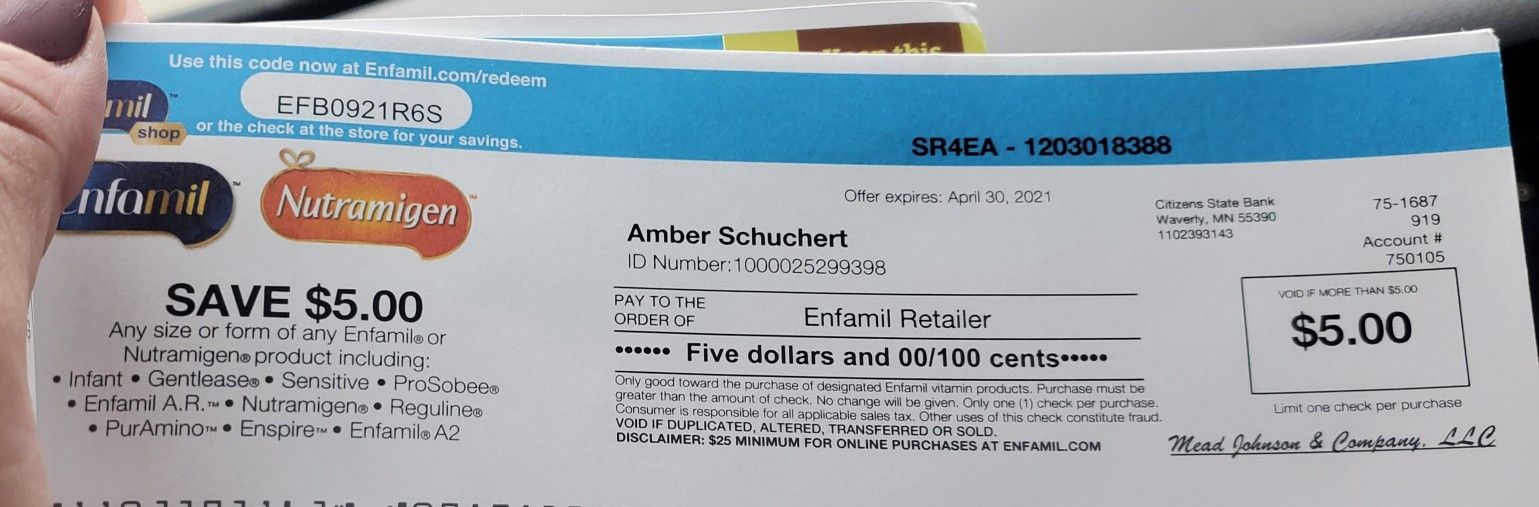 Keep this
Use this code now at Enfamil.com/redeem
EFB0921R6S
or the check at the store for your savings.
mil™
shop
SR4EA - 1203018388
nfamil™
Nutramigen™
Offer expires: April 30, 2021
Citizens State Bank
Waverly, MN 55390
1102393143
75-1687
919
Account #
750105
Amber Schuchert
ID Number:1000025299398
SAVE $5.00
Any size or form of any Enfamil® or
Nutramigen® product including:
• Infant • Gentlease® • Sensitive • ProSobee®
• Enfamil A.R.™ • Nutramigen® • Reguline®
• PurAmino™ • Enspire™ • Enfamil® A2
PAY TO THE
ORDER OF
Enfamil Retailer
•••••• Five dollars and 00/100 cents•••••
VOID IF MORE THAN $5.00
$5.00
Limit one check per purchase
Only good toward the purchase of designated Enfamil vitamin products. Purchase must be
greater than the amount of check. No change will be given. Only one (1) check per purchase.
Consumer is responsible for all applicable sales tax. Other uses of this check constitute fraud.
VOID IF DUPLICATED, ALTERED, TRANSFERRED OR SOLD.
DISCLAIMER: $25 MINIMUM FOR ONLINE PURCHASES AT ENFAMIL.COM
Mead Johnson & Company, LLC